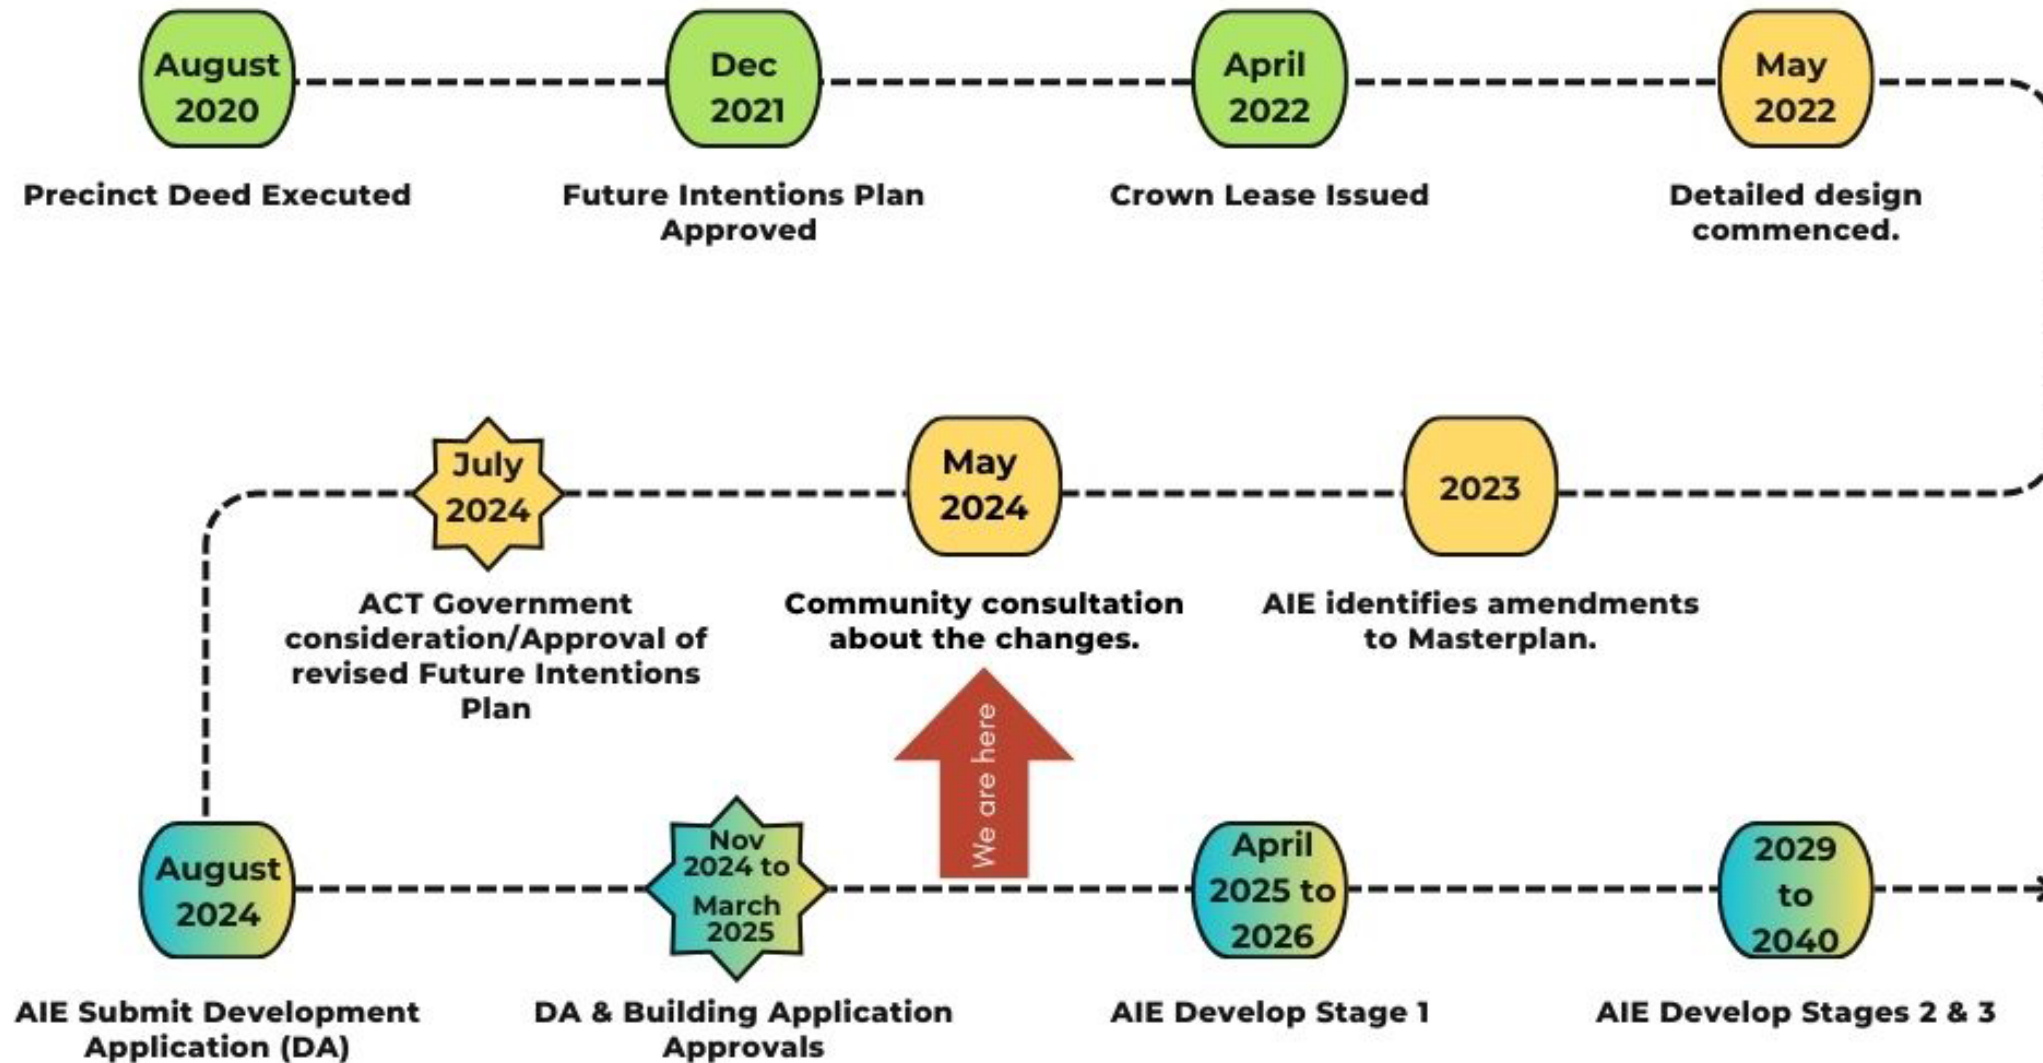 August
2020
Precinct Deed Executed
Dec
2021
Future Intentions Plan
Approved
April
2022
Crown Lease Issued
May
2022
Detailed design
commenced.
2023
AIE identifies amendments
to Masterplan.
May
2024
Community consultation
about the changes.
We are here
July
2024
ACT Government
consideration/Approval of
revised Future Intentions
Plan
August
2024
AIE Submit Development
Application (DA)
Nov
2024 to
March
2025
DA & Building Application
Approvals
April
2025 to
2026
AIE Develop Stage 1
2029
to
2040
AIE Develop Stages 2 & 3